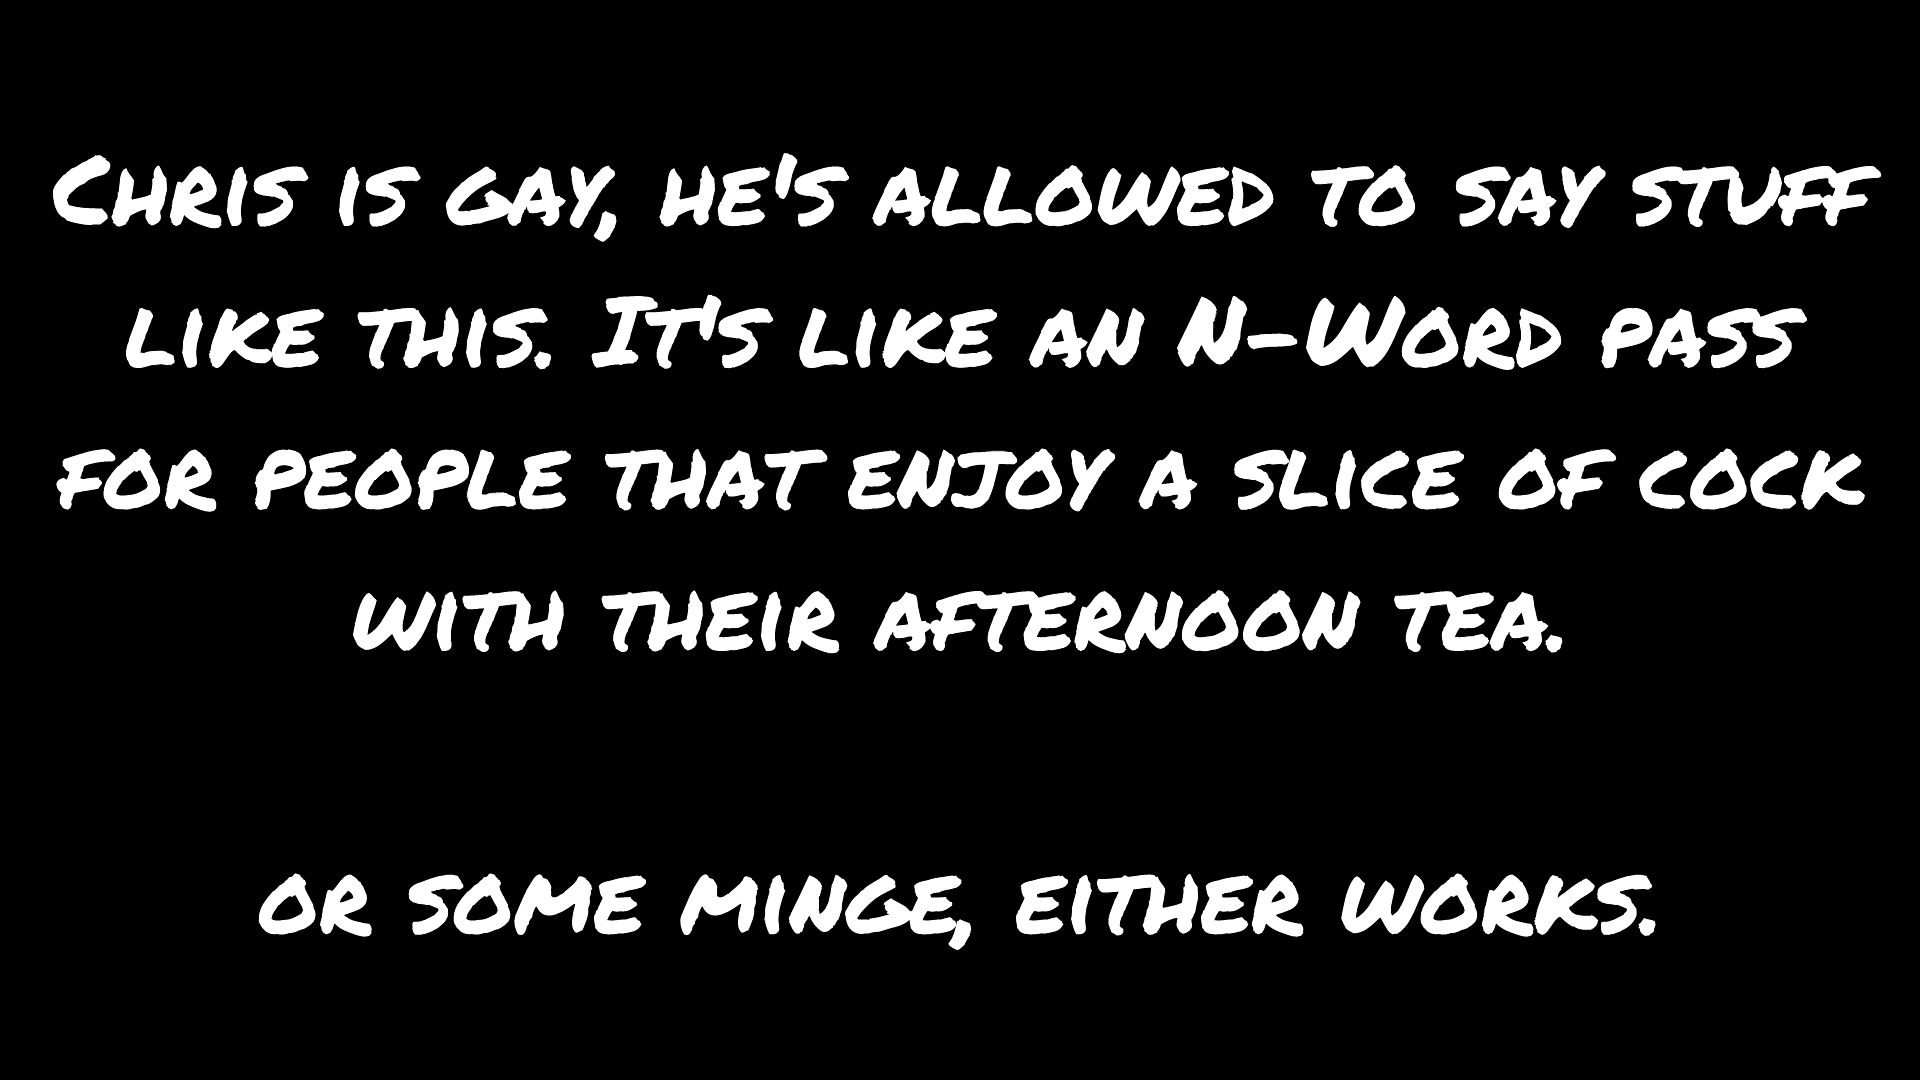 Chris is gay, he's allowed to say stuff
like this. It's like an N-Word pass
for people that enjoy a slice of cock
with their afternoon tea.
or some minge, either works.